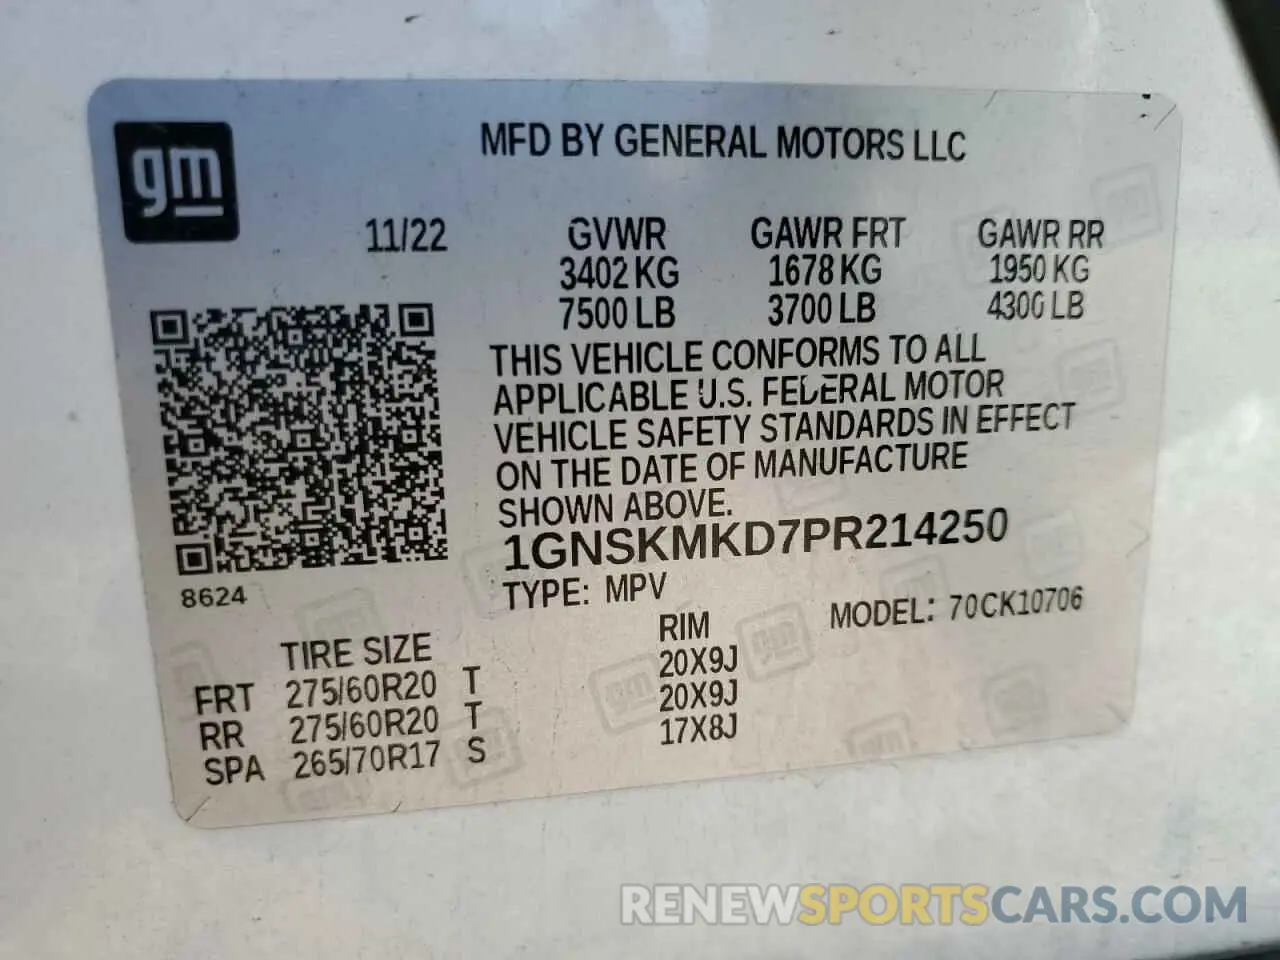 gm
MFD BY GENERAL MOTORS LLC
11/22 GVWR GAWR FRT GAWR RR
3402 KG 1678 KG 1950 KG
7500 LB 3700 LB 4300 LB
THIS VEHICLE CONFORMS TO ALL
APPLICABLE U.S. FEDERAL MOTOR
VEHICLE SAFETY STANDARDS IN EFFECT
ON THE DATE OF MANUFACTURE
SHOWN ABOVE.
1GNSKMKD7PR214250
8624
TYPE: MPV MODEL: 70CK10706
TIRE SIZE RIM
FRT 275/60R20 T 20X9J
RR 275/60R20 T 20X9J
SPA 265/70R17 S 17X8J
RENEWSPORTSCARS.COM